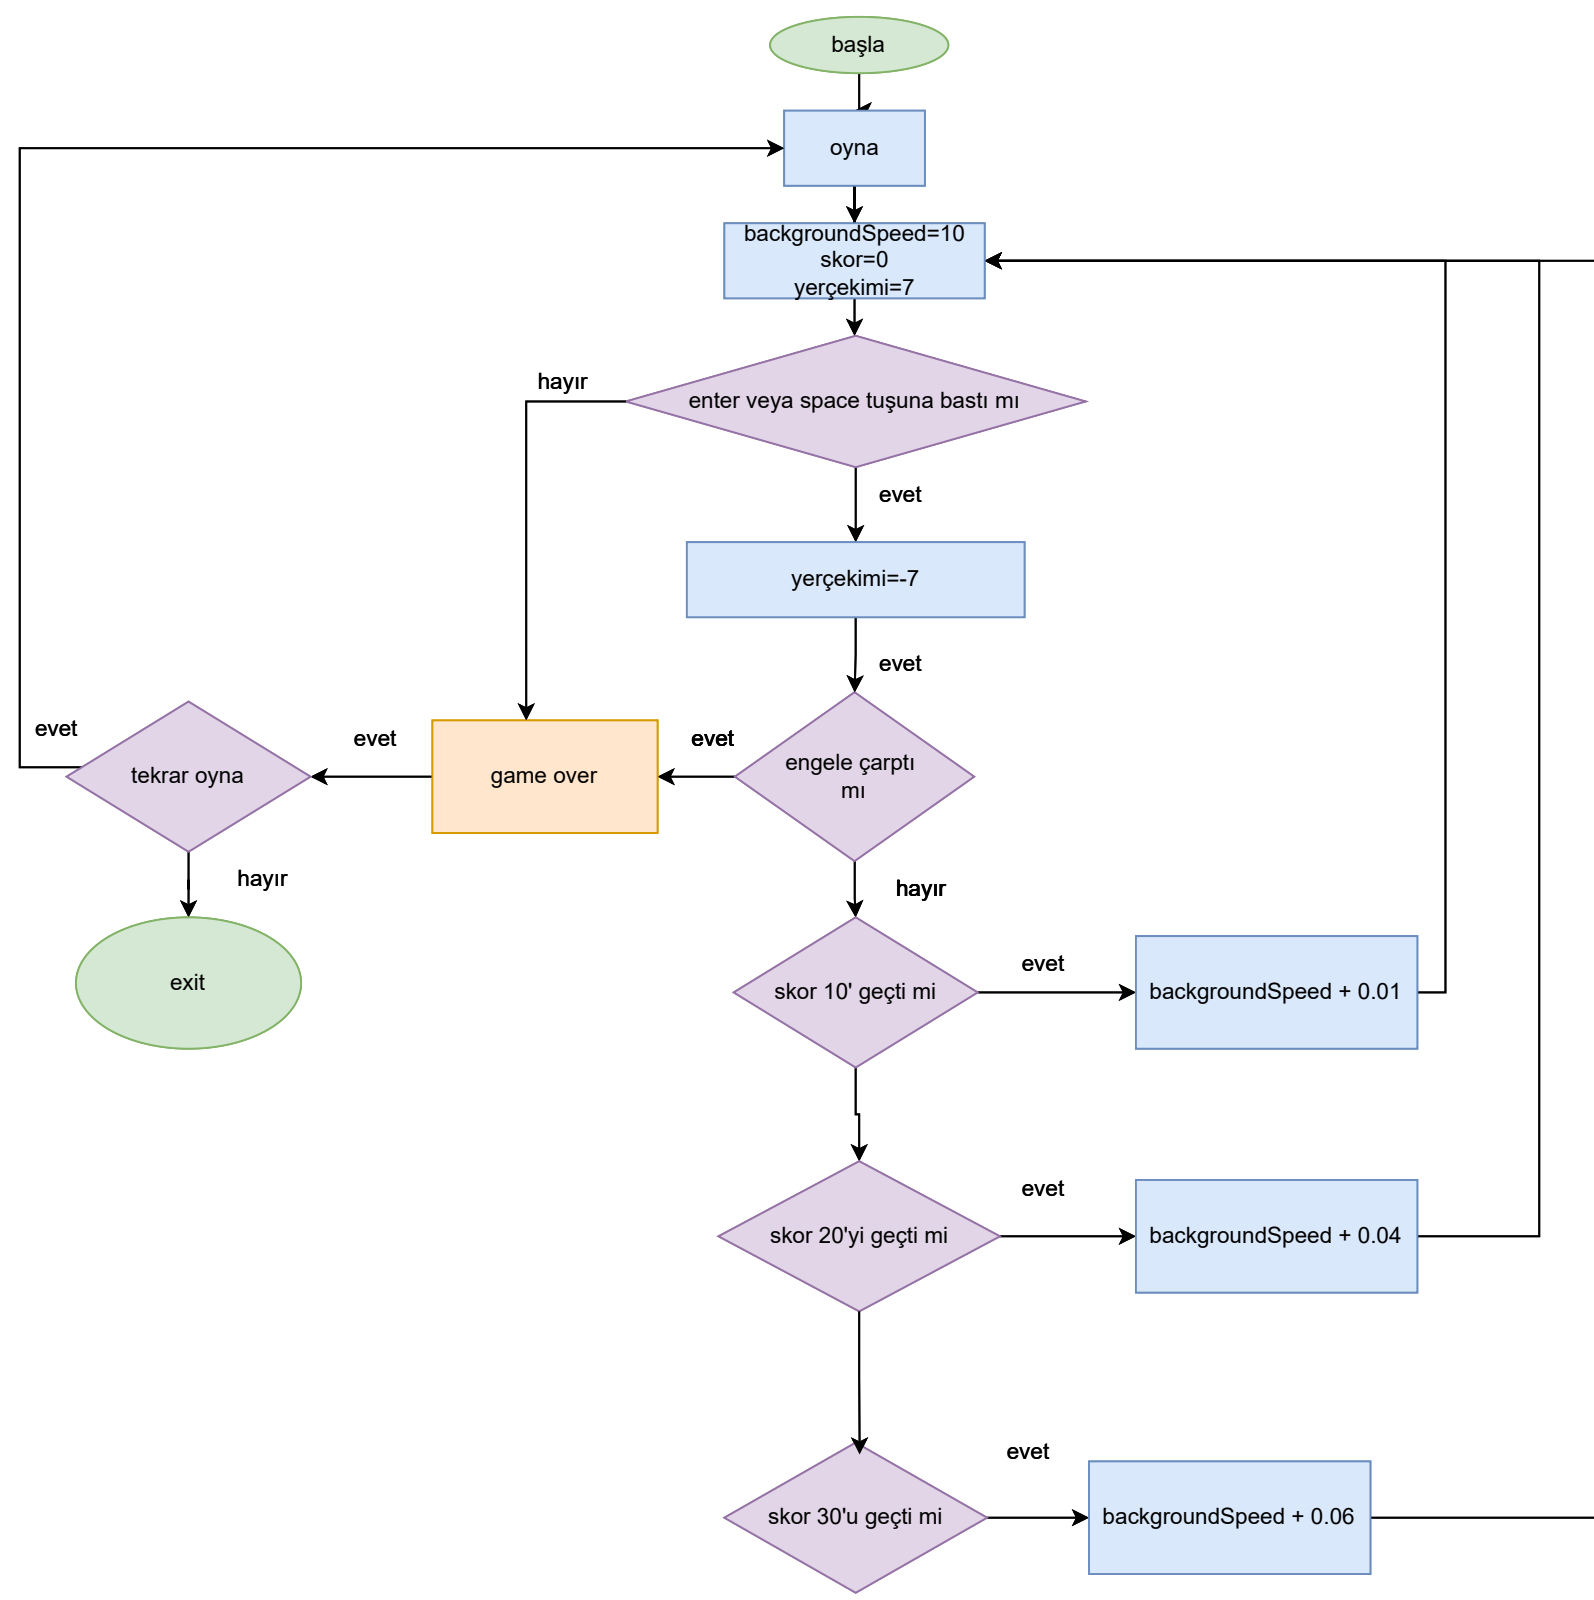 başla
oyna
backgroundSpeed=10
skor=0
yerçekimi=7
hayır
enter veya space tuşuna bastı mı
evet
yerçekimi=-7
evet
evet
tekrar oyna
evet
game over
evet
engele çarptı
mı
hayır
exit
hayır
skor 10' geçti mi
evet
backgroundSpeed + 0.01
skor 20'yi geçti mi
evet
backgroundSpeed + 0.04
skor 30'u geçti mi
evet
backgroundSpeed + 0.06